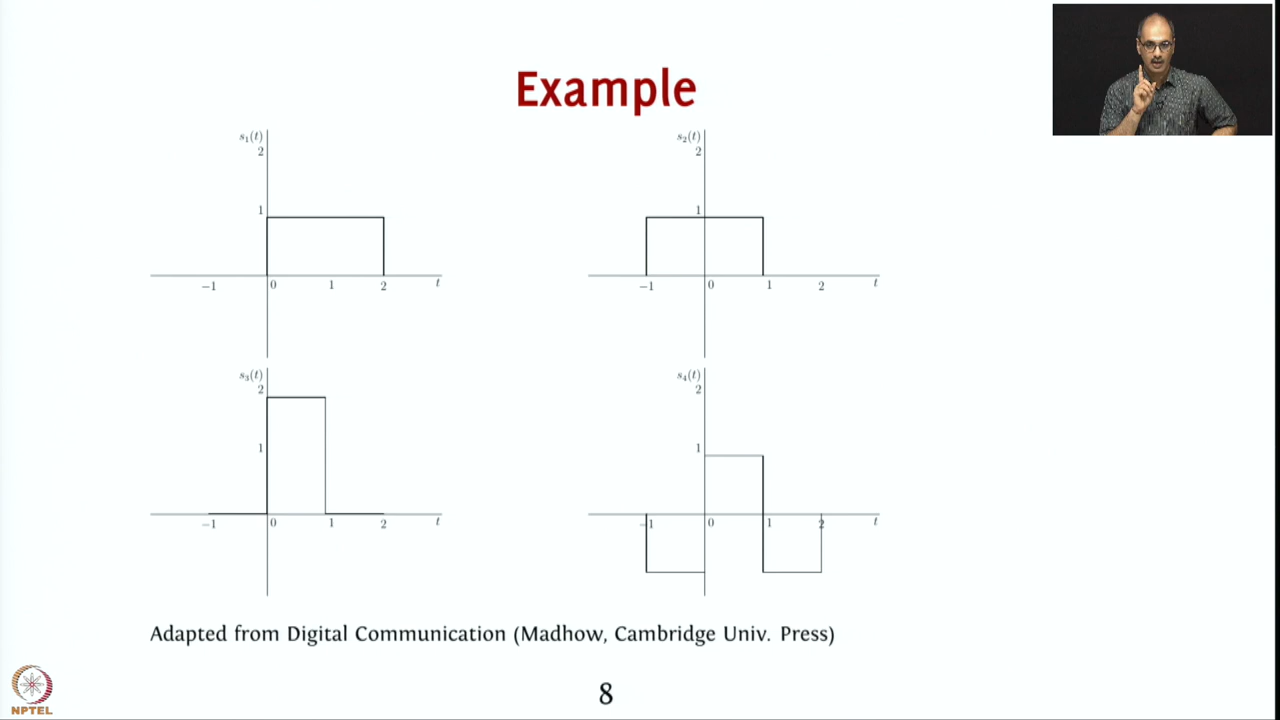 Example
s₁(t)
2
1
−1 0 1 2 t
s₂(t)
2
1
−1 0 1 2 t
s₃(t)
2
1
−1 0 1 2 t
s₄(t)
2
1
−1 0 1 2 t
Adapted from Digital Communication (Madhow, Cambridge Univ. Press)
8
NPTEL